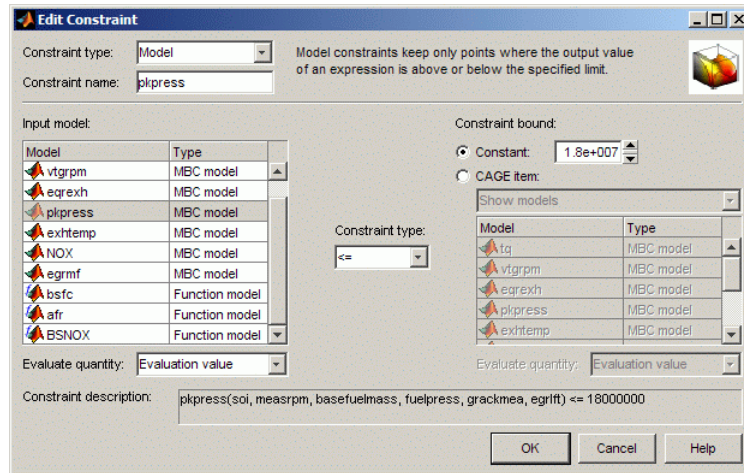 Edit Constraint
Constraint type: Model
Model constraints keep only points where the output value
of an expression is above or below the specified limit.
Constraint name: pkpress
Input model:
Constraint bound:
Model Type
vtgrpm MBC model
eqrexh MBC model
pkpress MBC model
exhtemp MBC model
NOX MBC model
egrmf MBC model
bsfc Function model
afr Function model
BSNOX Function model
Constraint type:
<=
Constant: 1.8e+007
CAGE item:
Show models
Model Type
tq MBC model
vtgrpm MBC model
eqrexh MBC model
pkpress MBC model
exhtemp MBC model
Evaluate quantity: Evaluation value
Evaluate quantity: Evaluation value
Constraint description: pkpress(soi, measrpm, basefuelmass, fuelpress, grackmea, egrlft) <= 18000000
OK Cancel Help